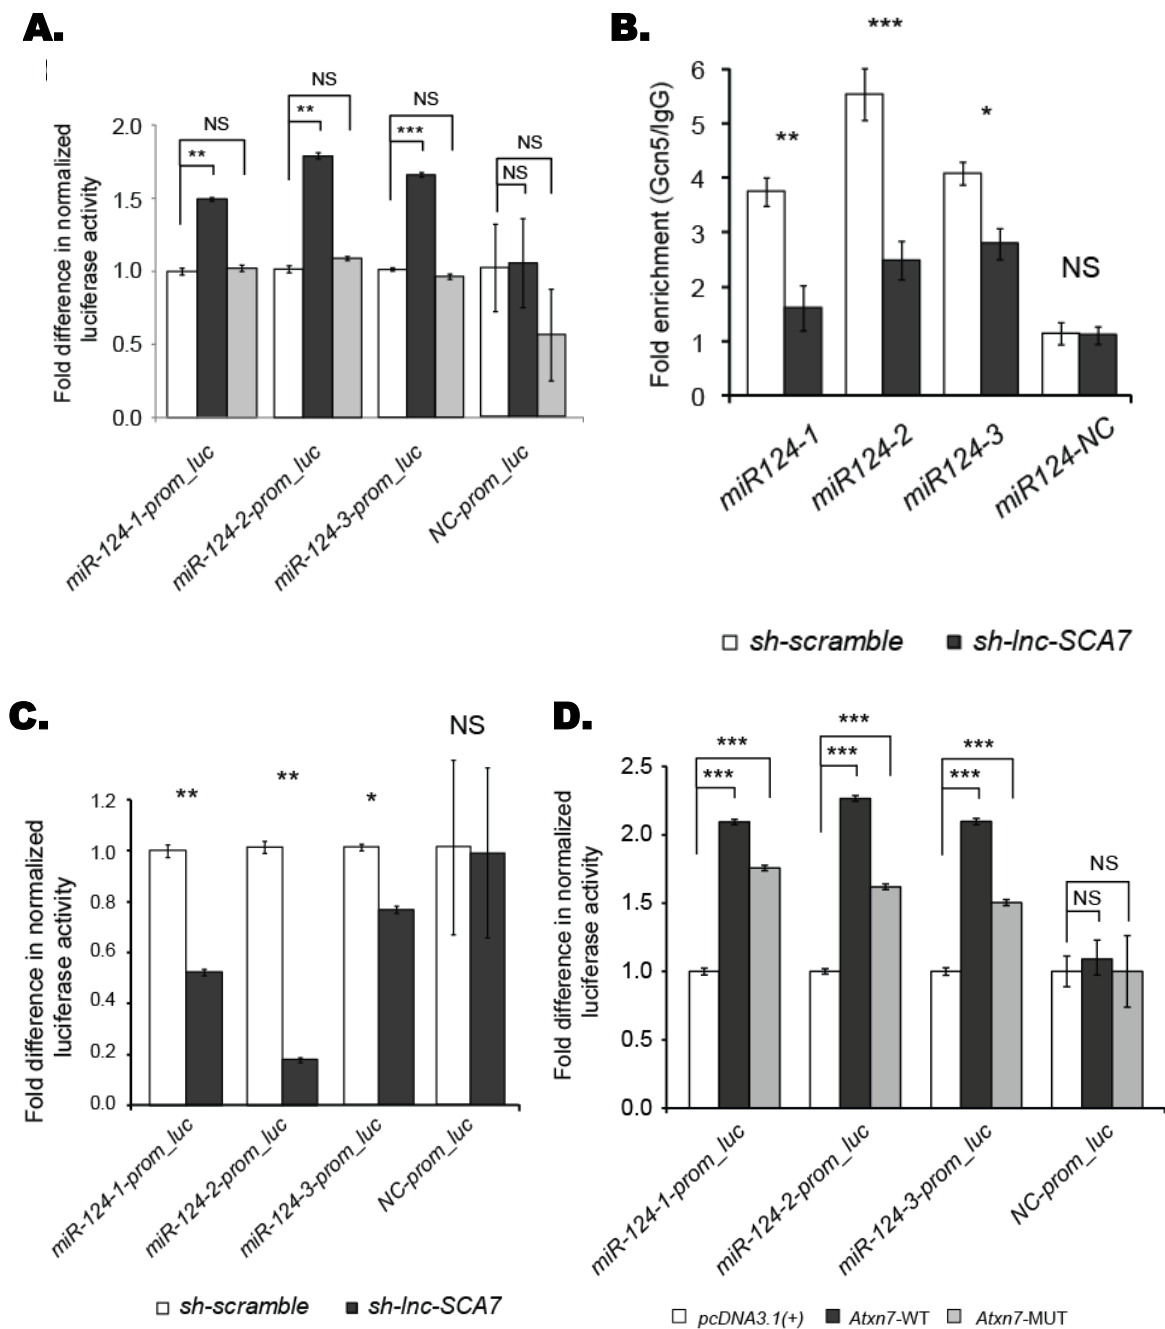 A.
B.
NS
**
NS
**
NS
***
NS
NS
Fold difference in normalized
luciferase activity
2.0
1.5
1.0
0.5
0.0
miR-124-1-prom_luc
miR-124-2-prom_luc
miR-124-3-prom_luc
NC-prom_luc
***
**
*
NS
Fold enrichment (Gcn5/IgG)
6
5
4
3
2
1
0
miR124-1
miR124-2
miR124-3
miR124-NC
sh-scramble
sh-lnc-SCA7
C.
D.
NS
**
**
*
Fold difference in normalized
luciferase activity
1.2
1.0
0.8
0.6
0.4
0.2
0.0
miR-124-1-prom_luc
miR-124-2-prom_luc
miR-124-3-prom_luc
NC-prom_luc
sh-scramble
sh-lnc-SCA7
***
***
***
***
***
***
NS
NS
Fold difference in normalized
luciferase activity
2.5
2.0
1.5
1.0
0.5
0.0
miR-124-1-prom_luc
miR-124-2-prom_luc
miR-124-3-prom_luc
NC-prom_luc
pcDNA3.1(+)
Atxn7-WT
Atxn7-MUT